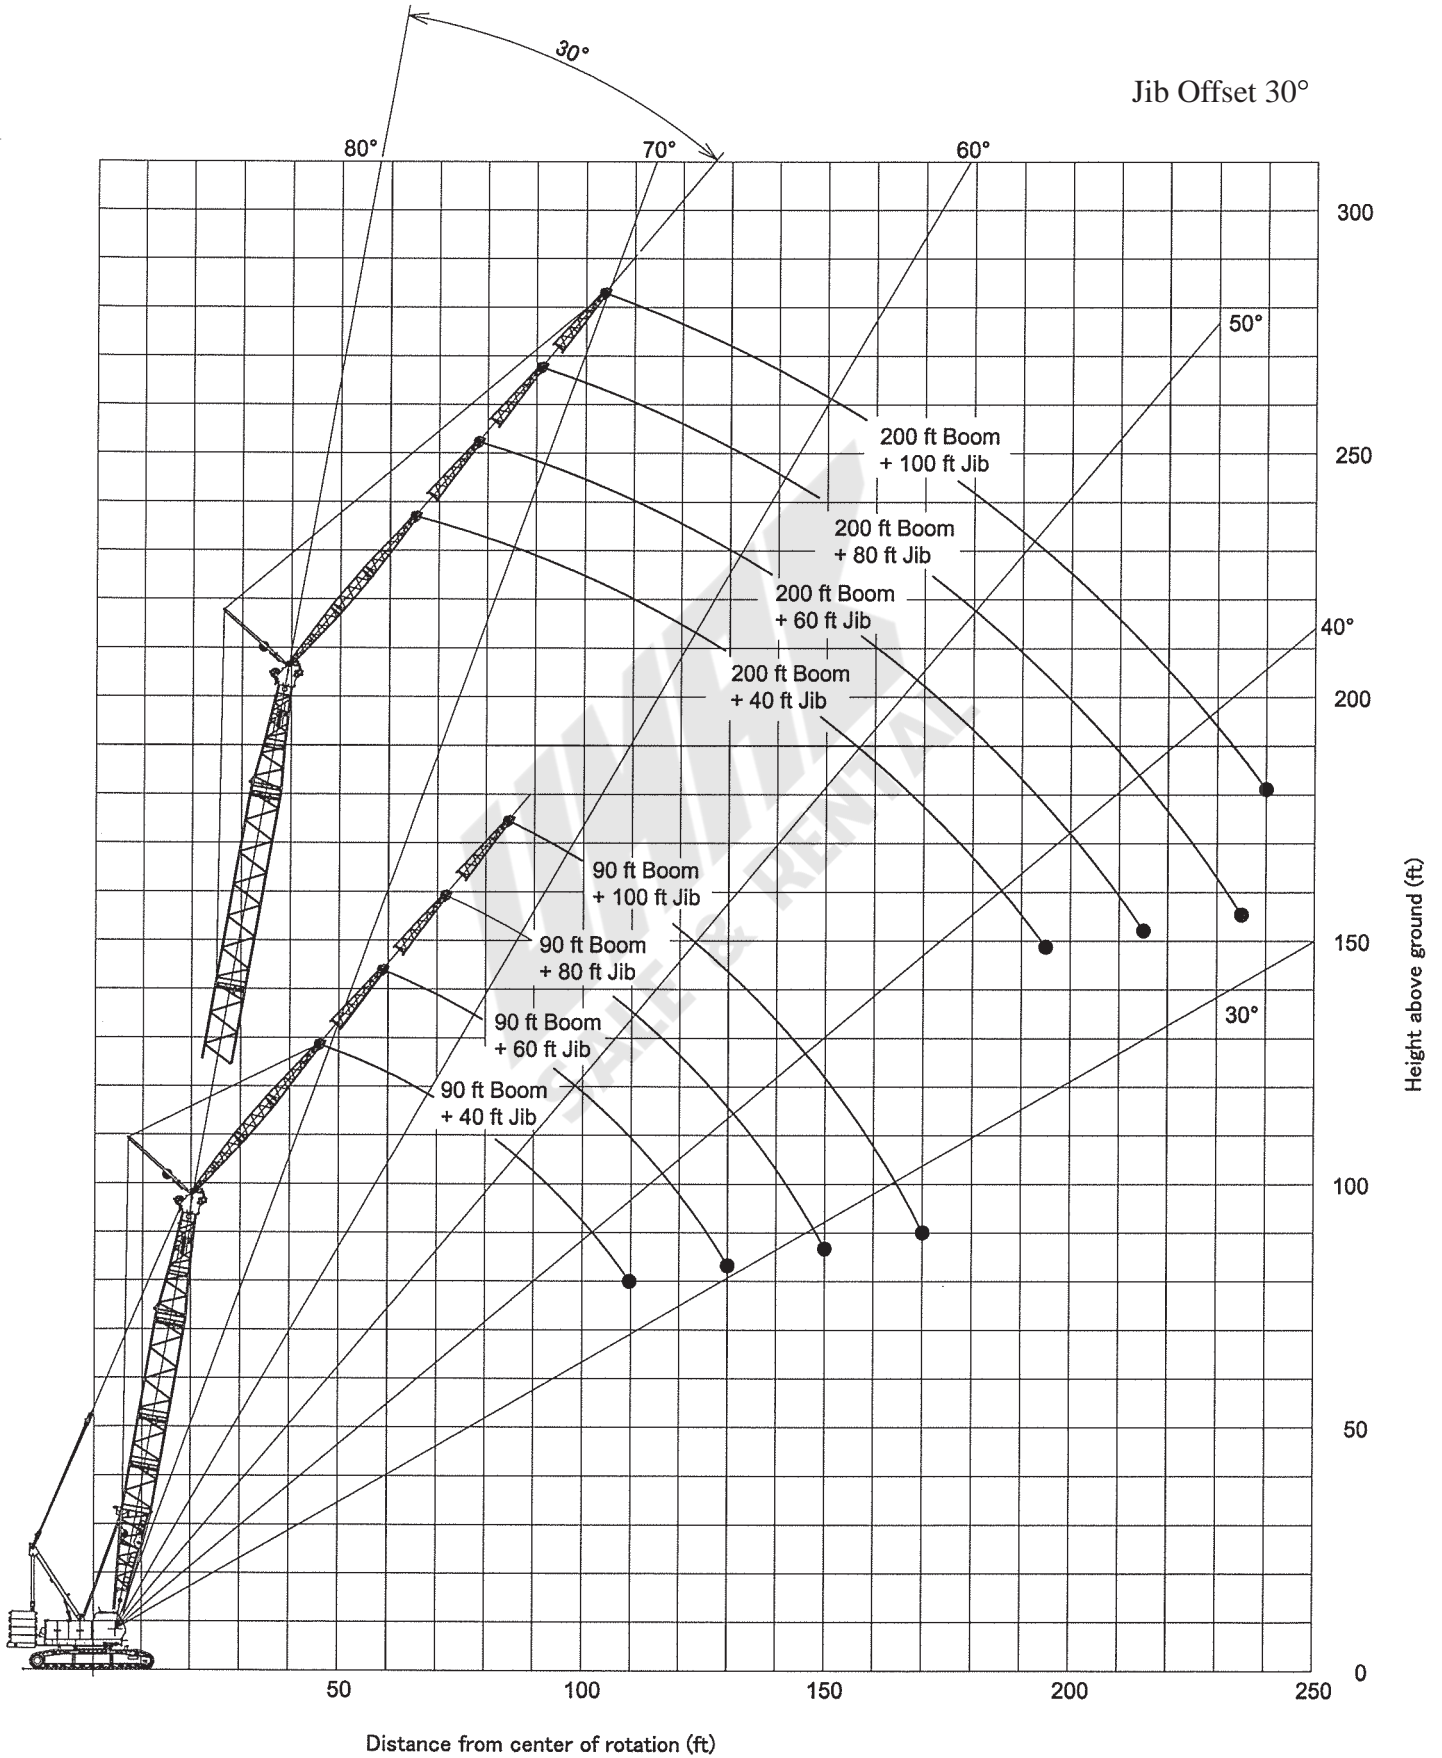 30°
Jib Offset 30°
80°
70°
60°
300
50°
200 ft Boom
+ 100 ft Jib
250
200 ft Boom
+ 80 ft Jib
200 ft Boom
+ 60 ft Jib
40°
200 ft Boom
+ 40 ft Jib
200
90 ft Boom
+ 100 ft Jib
90 ft Boom
+ 80 ft Jib
150
30°
90 ft Boom
+ 60 ft Jib
90 ft Boom
+ 40 ft Jib
SALE & RENTAL
Height above ground (ft)
100
50
0
50
100
150
200
250
Distance from center of rotation (ft)